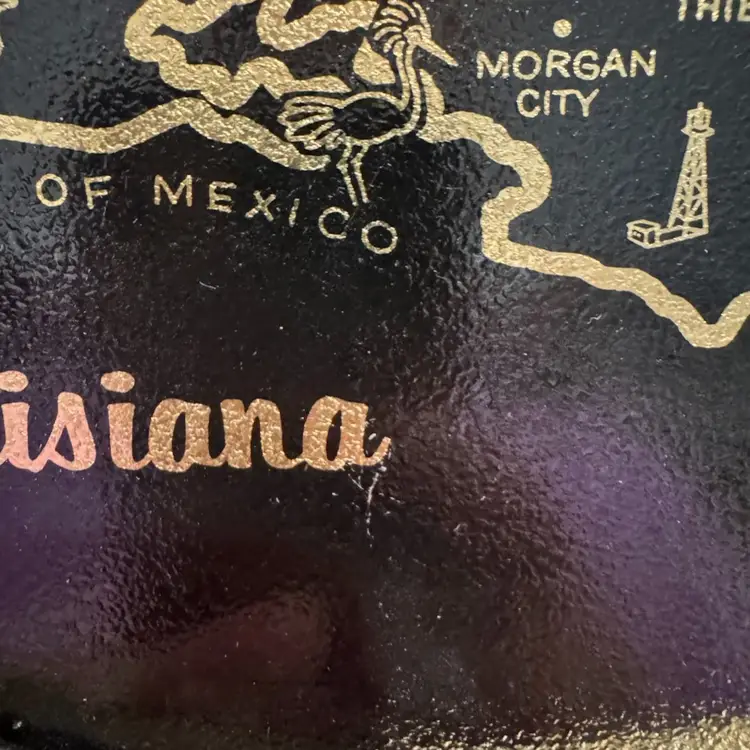 MORGAN
CITY
OF MEXICO
isiana